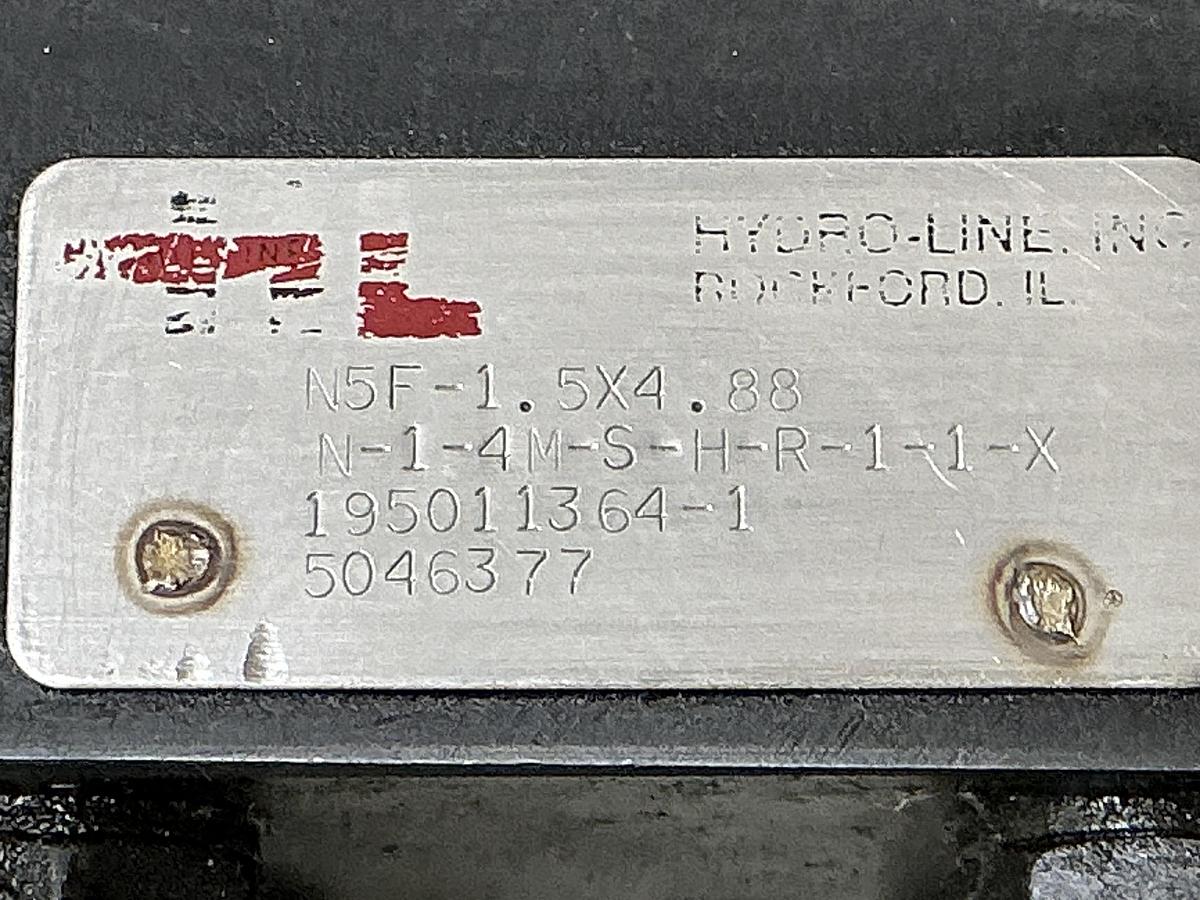 HYDRO-LINE, INC
ROCKFORD, IL.
N5F-1.5X4.88
N-1-4M-S-H-R-1-1-X
195011364-1
5046377